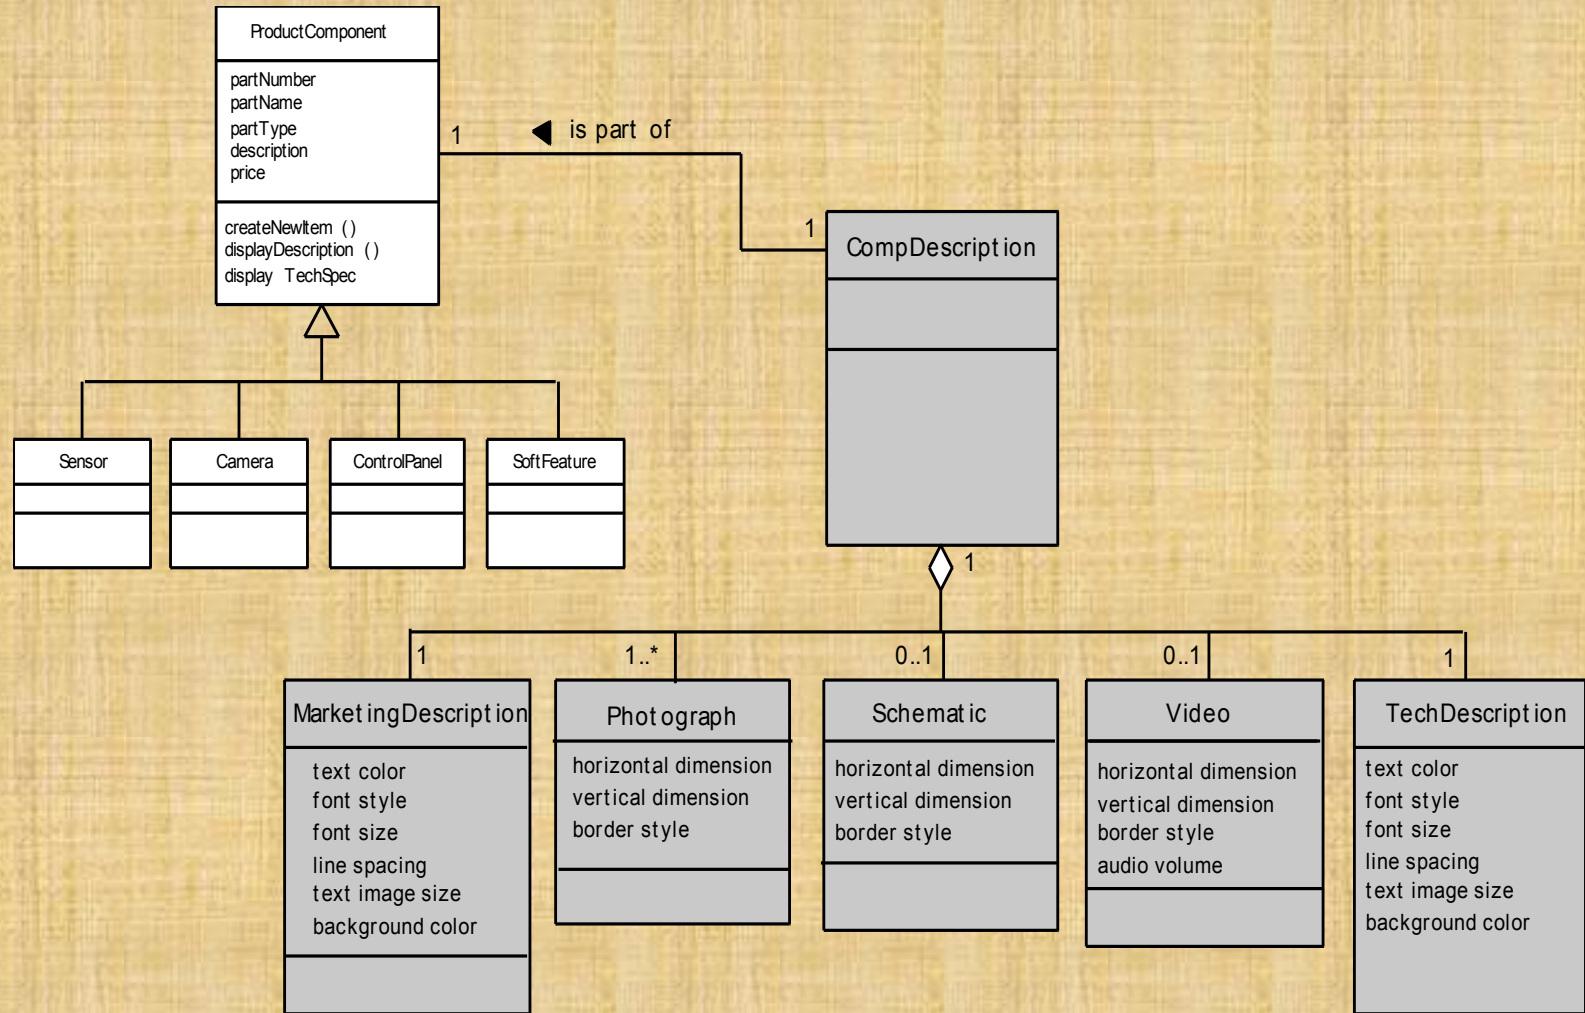 ProductComponent
partNumber
partName
partType
description
price
createNewItem ( )
displayDescription ( )
display TechSpec
1
◀ is part of
1
CompDescription
Sensor
Camera
ControlPanel
SoftFeature
1
1
1..*
0..1
0..1
1
MarketingDescription
text color
font style
font size
line spacing
text image size
background color
Photograph
horizontal dimension
vertical dimension
border style
Schematic
horizontal dimension
vertical dimension
border style
Video
horizontal dimension
vertical dimension
border style
audio volume
TechDescription
text color
font style
font size
line spacing
text image size
background color